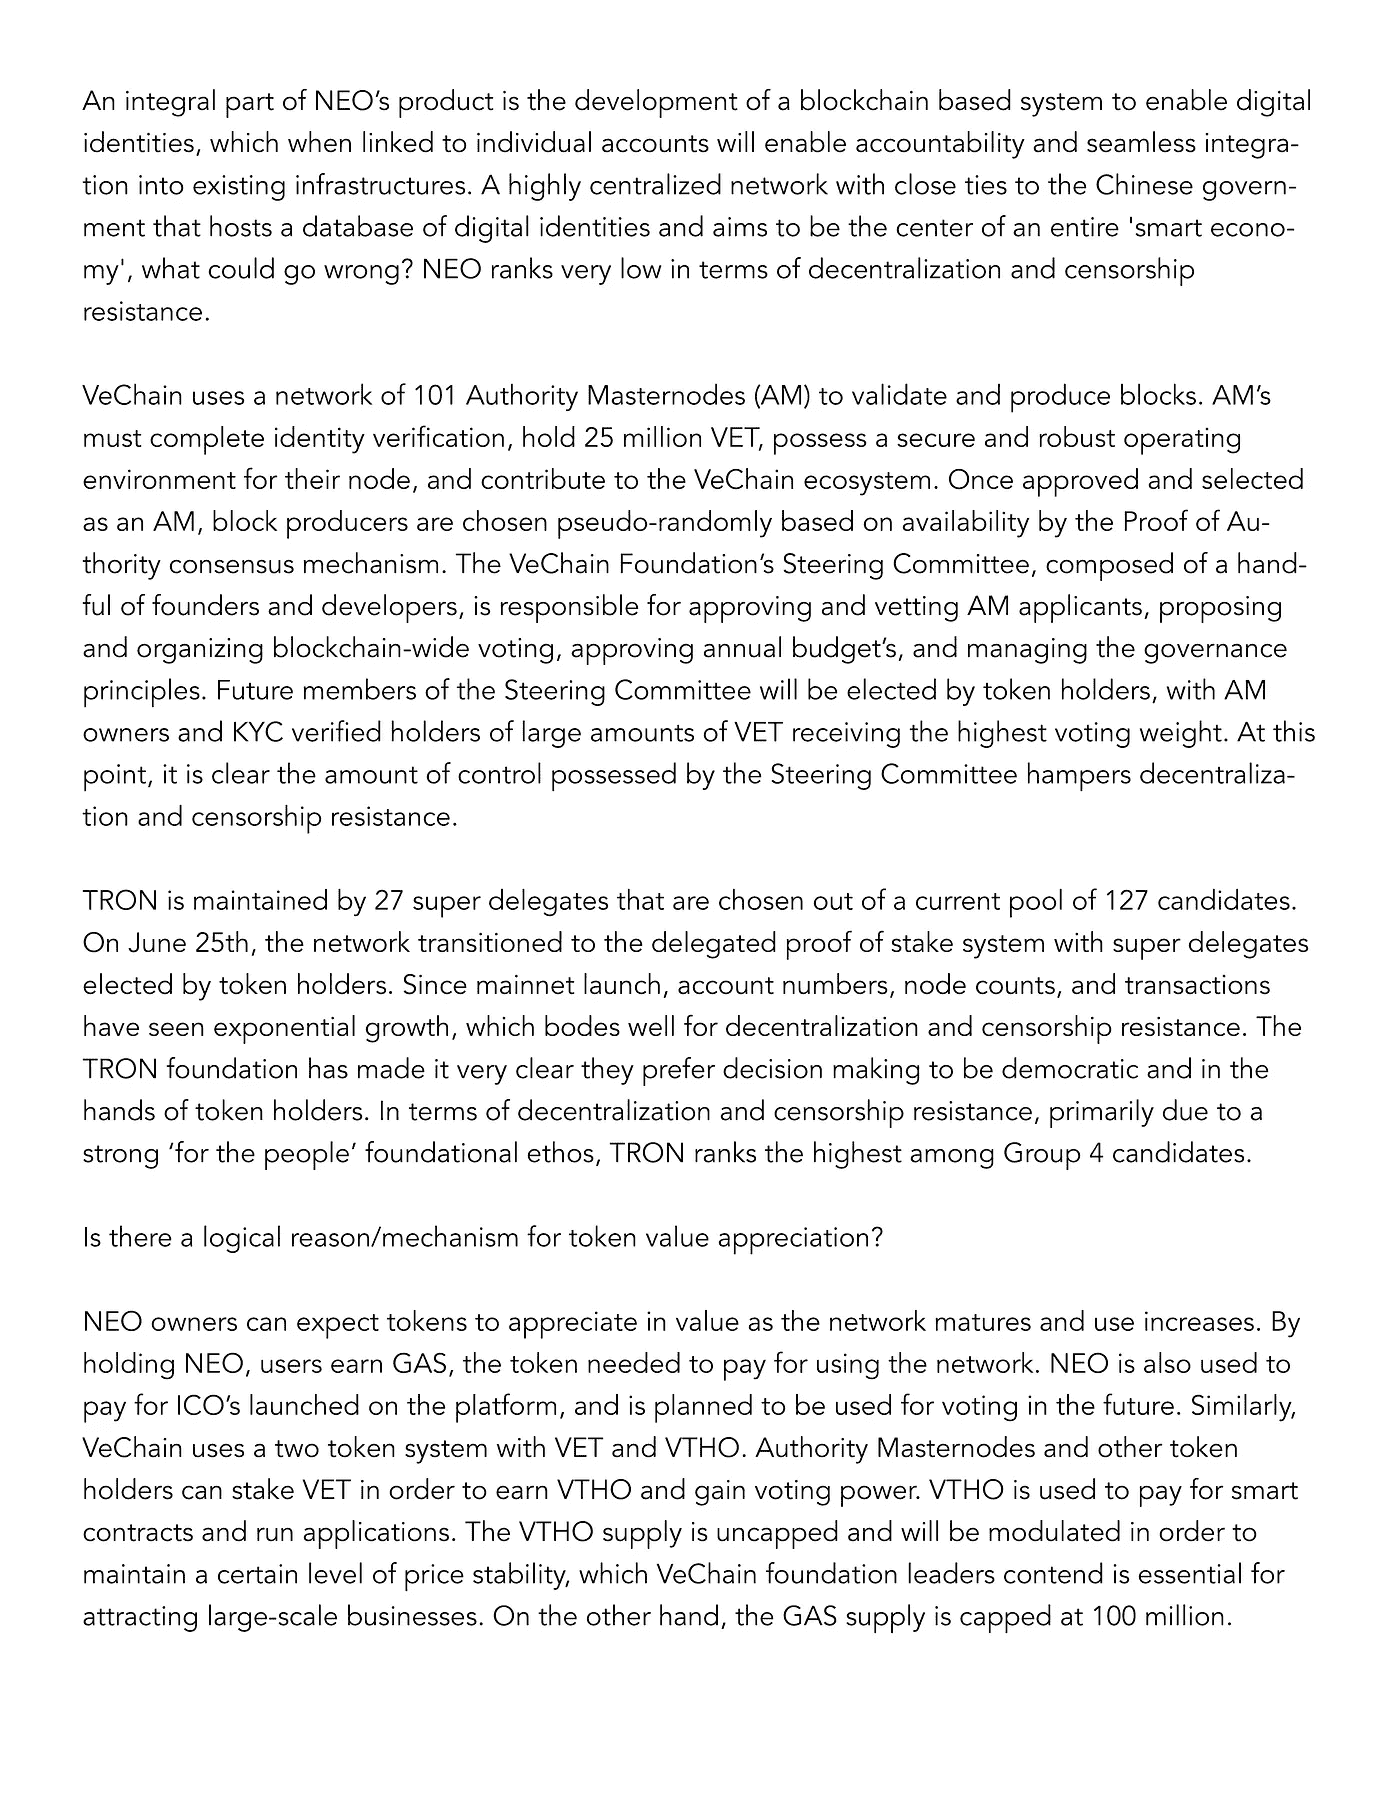 An integral part of NEO’s product is the development of a blockchain based system to enable digital
identities, which when linked to individual accounts will enable accountability and seamless integra-
tion into existing infrastructures. A highly centralized network with close ties to the Chinese govern-
ment that hosts a database of digital identities and aims to be the center of an entire 'smart econo-
my', what could go wrong? NEO ranks very low in terms of decentralization and censorship
resistance.
VeChain uses a network of 101 Authority Masternodes (AM) to validate and produce blocks. AM’s
must complete identity verification, hold 25 million VET, possess a secure and robust operating
environment for their node, and contribute to the VeChain ecosystem. Once approved and selected
as an AM, block producers are chosen pseudo-randomly based on availability by the Proof of Au-
thority consensus mechanism. The VeChain Foundation’s Steering Committee, composed of a hand-
ful of founders and developers, is responsible for approving and vetting AM applicants, proposing
and organizing blockchain-wide voting, approving annual budget’s, and managing the governance
principles. Future members of the Steering Committee will be elected by token holders, with AM
owners and KYC verified holders of large amounts of VET receiving the highest voting weight. At this
point, it is clear the amount of control possessed by the Steering Committee hampers decentraliza-
tion and censorship resistance.
TRON is maintained by 27 super delegates that are chosen out of a current pool of 127 candidates.
On June 25th, the network transitioned to the delegated proof of stake system with super delegates
elected by token holders. Since mainnet launch, account numbers, node counts, and transactions
have seen exponential growth, which bodes well for decentralization and censorship resistance. The
TRON foundation has made it very clear they prefer decision making to be democratic and in the
hands of token holders. In terms of decentralization and censorship resistance, primarily due to a
strong ‘for the people’ foundational ethos, TRON ranks the highest among Group 4 candidates.
Is there a logical reason/mechanism for token value appreciation?
NEO owners can expect tokens to appreciate in value as the network matures and use increases. By
holding NEO, users earn GAS, the token needed to pay for using the network. NEO is also used to
pay for ICO’s launched on the platform, and is planned to be used for voting in the future. Similarly,
VeChain uses a two token system with VET and VTHO. Authority Masternodes and other token
holders can stake VET in order to earn VTHO and gain voting power. VTHO is used to pay for smart
contracts and run applications. The VTHO supply is uncapped and will be modulated in order to
maintain a certain level of price stability, which VeChain foundation leaders contend is essential for
attracting large-scale businesses. On the other hand, the GAS supply is capped at 100 million.